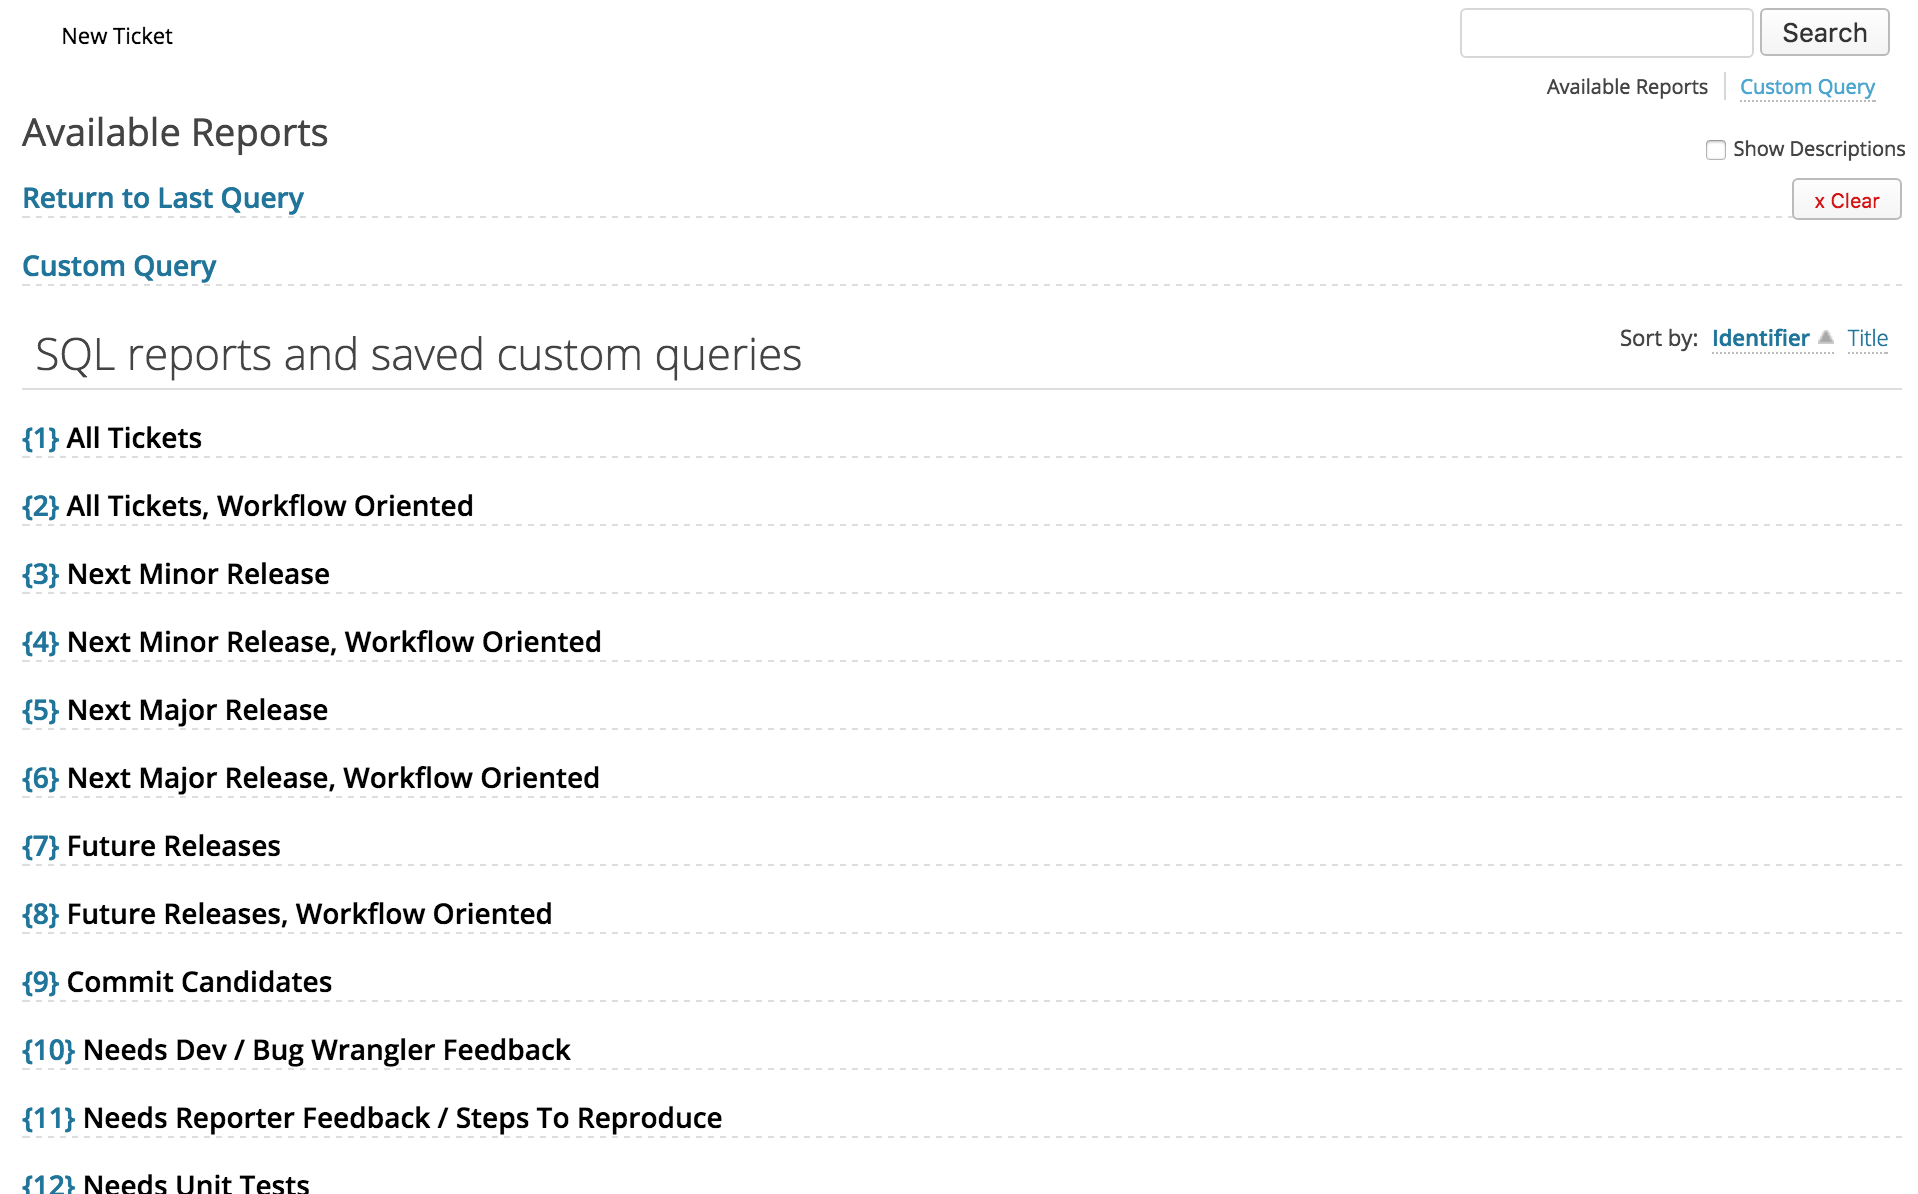 New Ticket
Search
Available Reports
Custom Query
Available Reports
Show Descriptions
Return to Last Query
x Clear
Custom Query
SQL reports and saved custom queries
Sort by: Identifier Title
{1} All Tickets
{2} All Tickets, Workflow Oriented
{3} Next Minor Release
{4} Next Minor Release, Workflow Oriented
{5} Next Major Release
{6} Next Major Release, Workflow Oriented
{7} Future Releases
{8} Future Releases, Workflow Oriented
{9} Commit Candidates
{10} Needs Dev / Bug Wrangler Feedback
{11} Needs Reporter Feedback / Steps To Reproduce
{12} Needs Unit Tests